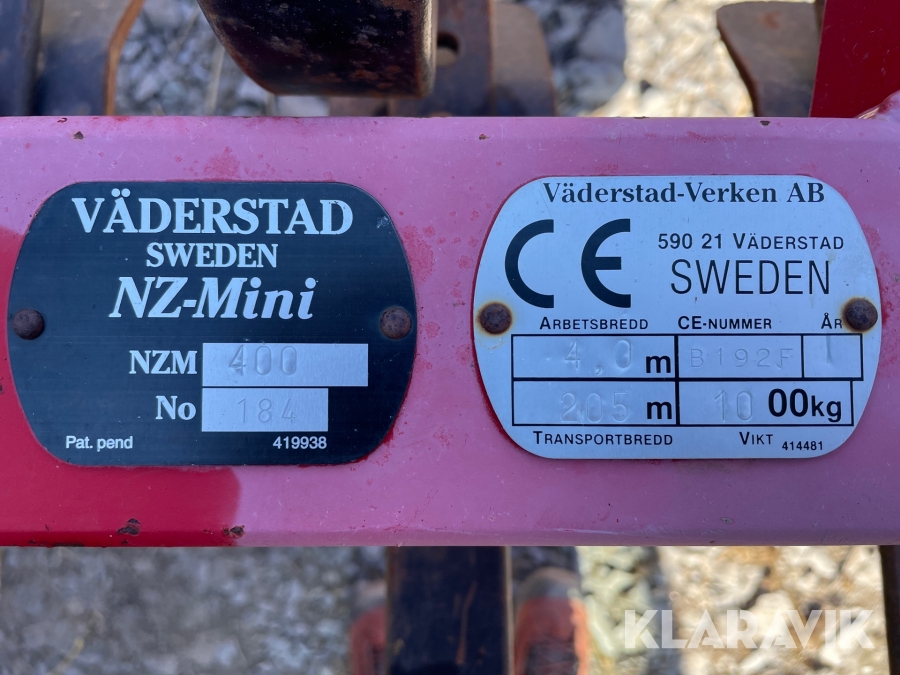 VÄDERSTAD
SWEDEN
NZ-Mini
NZM 400
No 184
Pat. pend 419938
Väderstad-Verken AB
CE 590 21 VÄDERSTAD
SWEDEN
ARBETSBREDD CE-NUMMER ÅR
4,0 m B192F 1
205 m 10 00kg
TRANSPORTBREDD VIKT 414481
KLARAVIK